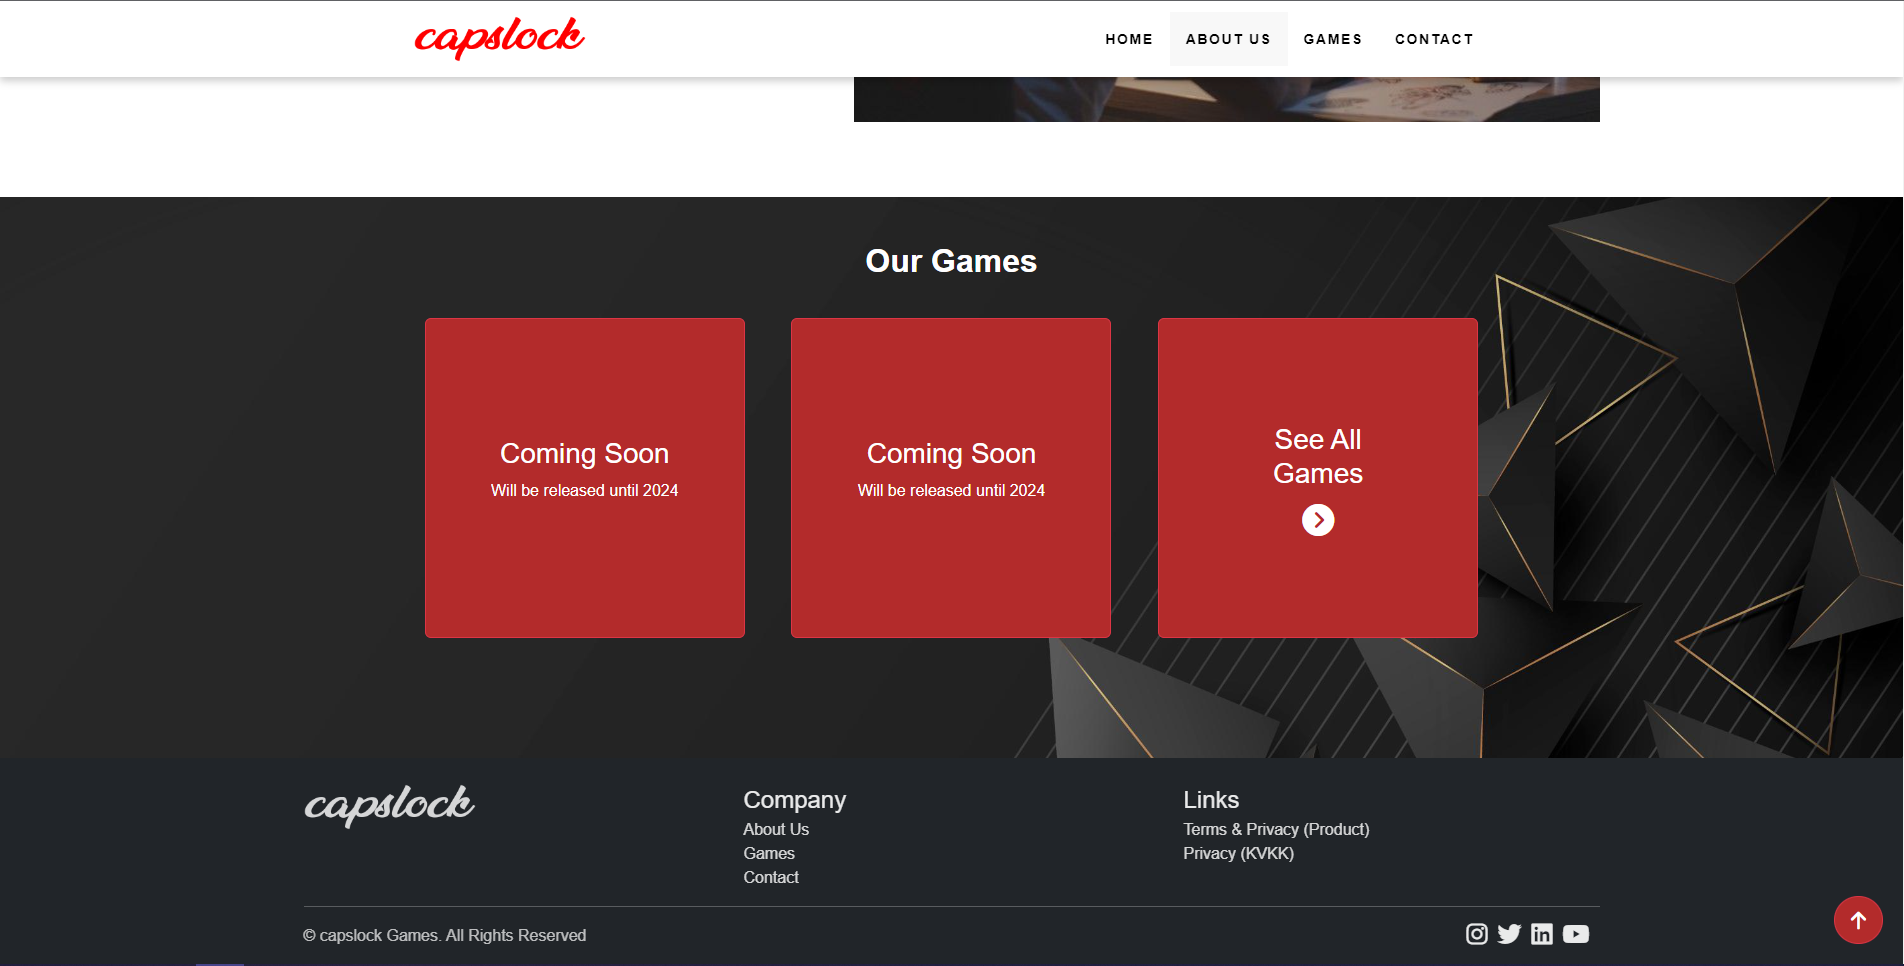 capslock
HOME
ABOUT US
GAMES
CONTACT
Our Games
Coming Soon
Will be released until 2024
Coming Soon
Will be released until 2024
See All
Games
capslock
Company
About Us
Games
Contact
Links
Terms & Privacy (Product)
Privacy (KVKK)
© capslock Games. All Rights Reserved